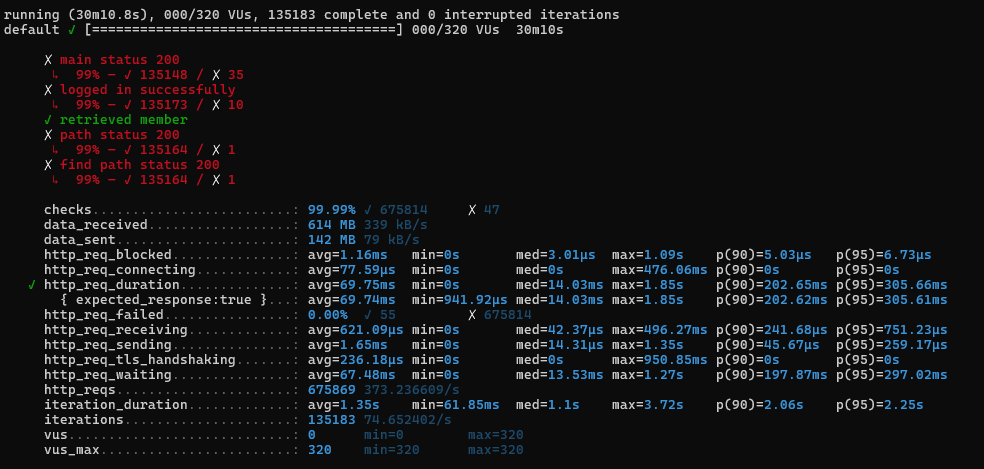 running (30m10.8s), 000/320 VUs, 135183 complete and 0 interrupted iterations
default ✓ [======================================] 000/320 VUs  30m10s

     ✗ main status 200
      ↳  99% — ✓ 135148 / ✗ 35
     ✗ logged in successfully
      ↳  99% — ✓ 135173 / ✗ 10
     ✓ retrieved member
     ✗ path status 200
      ↳  99% — ✓ 135164 / ✗ 1
     ✗ find path status 200
      ↳  99% — ✓ 135164 / ✗ 1

     checks.........................: 99.99% ✓ 675814     ✗ 47
     data_received..................: 614 MB 339 kB/s
     data_sent......................: 142 MB 79 kB/s
     http_req_blocked...............: avg=1.16ms   min=0s       med=3.01µs  max=1.09s    p(90)=5.03µs   p(95)=6.73µs
     http_req_connecting............: avg=77.59µs  min=0s       med=0s      max=476.06ms p(90)=0s       p(95)=0s
   ✓ http_req_duration..............: avg=69.75ms  min=0s       med=14.03ms max=1.85s    p(90)=202.65ms p(95)=305.66ms
       { expected_response:true }...: avg=69.74ms  min=941.92µs med=14.03ms max=1.85s    p(90)=202.62ms p(95)=305.61ms
     http_req_failed................: 0.00%  ✓ 55         ✗ 675814
     http_req_receiving.............: avg=621.09µs min=0s       med=42.37µs max=496.27ms p(90)=241.68µs p(95)=751.23µs
     http_req_sending...............: avg=1.65ms   min=0s       med=14.31µs max=1.35s    p(90)=45.67µs  p(95)=259.17µs
     http_req_tls_handshaking.......: avg=236.18µs min=0s       med=0s      max=950.85ms p(90)=0s       p(95)=0s
     http_req_waiting...............: avg=67.48ms  min=0s       med=13.53ms max=1.27s    p(90)=197.87ms p(95)=297.02ms
     http_reqs......................: 675869 373.236609/s
     iteration_duration.............: avg=1.35s    min=61.85ms  med=1.1s    max=3.72s    p(90)=2.06s    p(95)=2.25s
     iterations.....................: 135183 74.652402/s
     vus............................: 0      min=0        max=320
     vus_max........................: 320    min=320      max=320